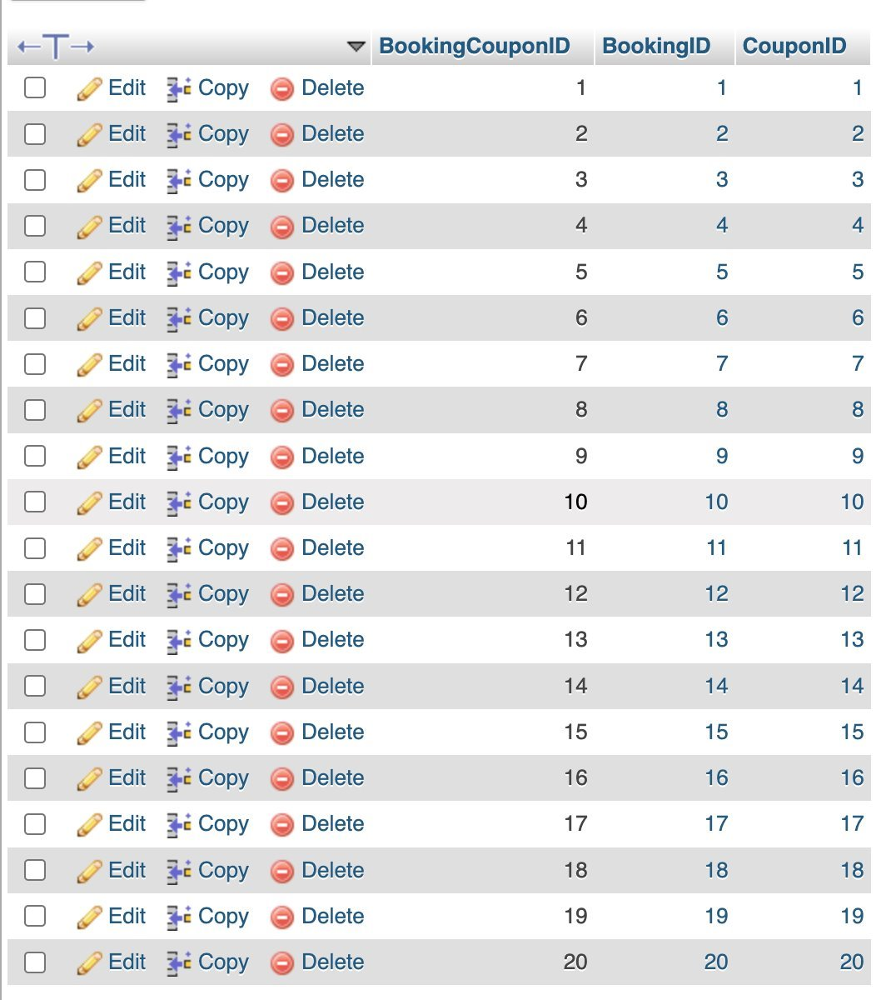 BookingCouponID BookingID CouponID
Edit Copy Delete 1 1 1
Edit Copy Delete 2 2 2
Edit Copy Delete 3 3 3
Edit Copy Delete 4 4 4
Edit Copy Delete 5 5 5
Edit Copy Delete 6 6 6
Edit Copy Delete 7 7 7
Edit Copy Delete 8 8 8
Edit Copy Delete 9 9 9
Edit Copy Delete 10 10 10
Edit Copy Delete 11 11 11
Edit Copy Delete 12 12 12
Edit Copy Delete 13 13 13
Edit Copy Delete 14 14 14
Edit Copy Delete 15 15 15
Edit Copy Delete 16 16 16
Edit Copy Delete 17 17 17
Edit Copy Delete 18 18 18
Edit Copy Delete 19 19 19
Edit Copy Delete 20 20 20